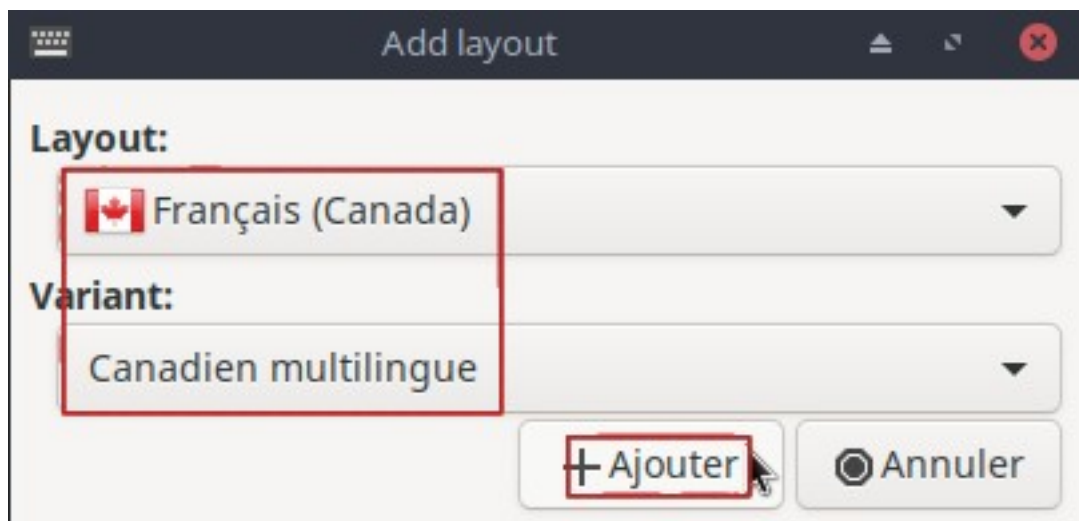 Add layout
Layout:
Français (Canada)
Variant:
Canadien multilingue
Ajouter Annuler